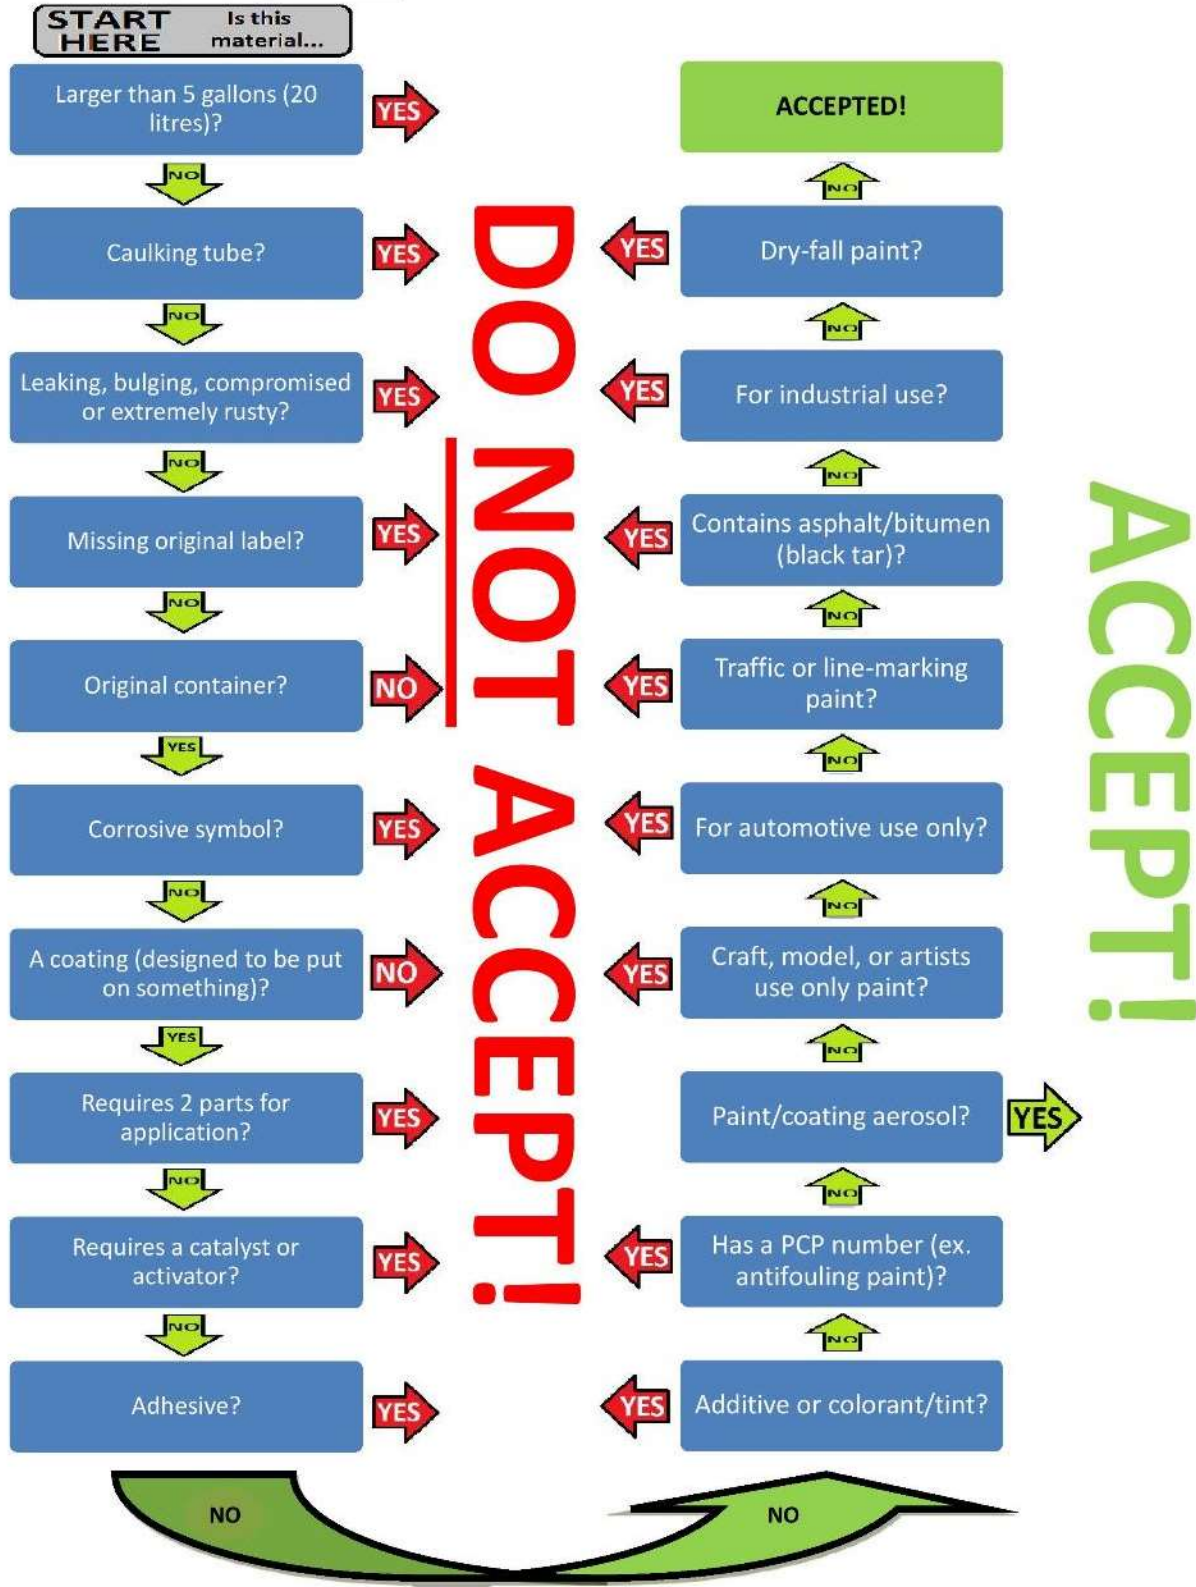 START HERE
Is this material...
Larger than 5 gallons (20
litres)?
YES
NO
Caulking tube?
YES
NO
Leaking, bulging, compromised
or extremely rusty?
YES
NO
Missing original label?
YES
NO
Original container?
NO
YES
Corrosive symbol?
YES
NO
A coating (designed to be put
on something)?
NO
YES
Requires 2 parts for
application?
YES
NO
Requires a catalyst or
activator?
YES
NO
Adhesive?
YES
NO
NO
DO NOT ACCEPT!
Additive or colorant/tint?
YES
NO
Has a PCP number (ex.
antifouling paint)?
YES
NO
Paint/coating aerosol?
YES
NO
Craft, model, or artists
use only paint?
YES
NO
For automotive use only?
YES
NO
Traffic or line-marking
paint?
YES
NO
Contains asphalt/bitumen
(black tar)?
YES
NO
For industrial use?
YES
NO
Dry-fall paint?
YES
NO
ACCEPTED!
ACCEPT!